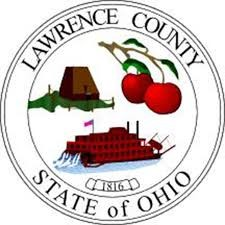 LAWRENCE COUNTY
1816
STATE of OHIO